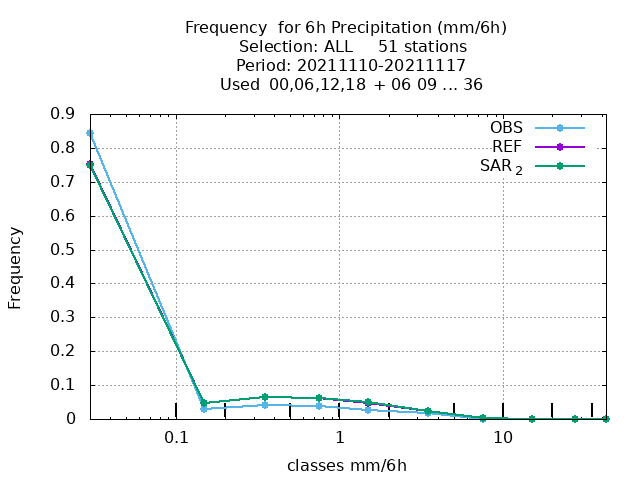 Frequency for 6h Precipitation (mm/6h)
Selection: ALL 51 stations
Period: 20211110-20211117
Used 00,06,12,18 + 06 09 ... 36
OBS
REF
SAR 2
0.9
0.8
0.7
0.6
0.5
0.4
0.3
0.2
0.1
0
Frequency
0.1 1 10
classes mm/6h